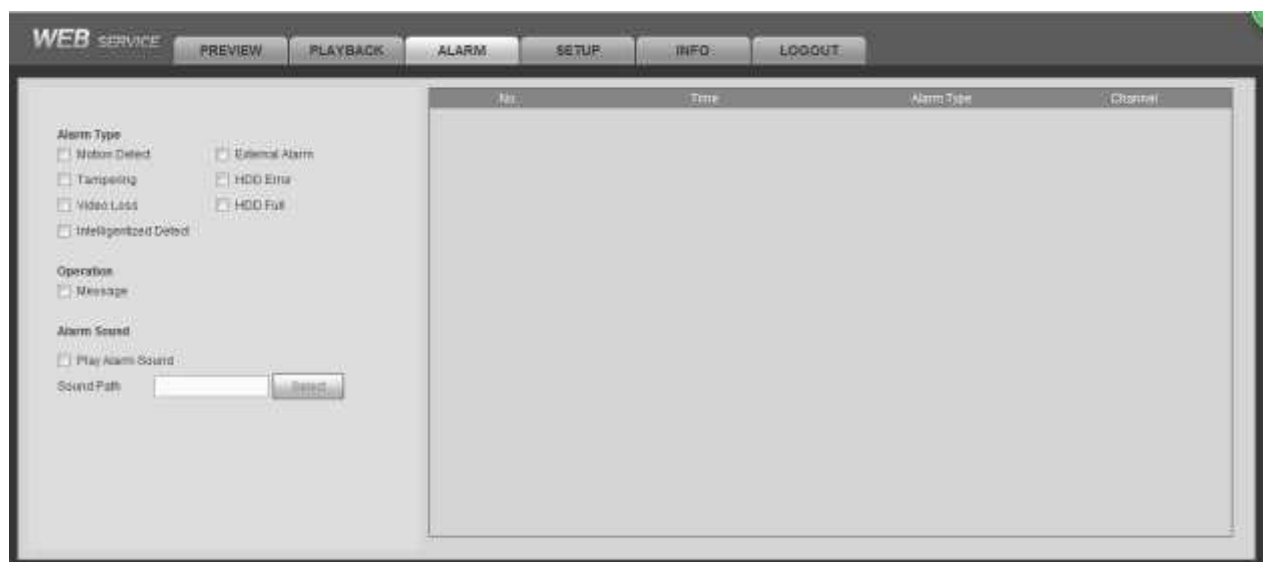 WEB SERVICE
PREVIEW PLAYBACK ALARM SETUP INFO LOGOUT
No. Time Alarm Type Channel
Alarm Type
Motion Detect External Alarm
Tampering HDD Error
Video Loss HDD Full
Intelligentized Detect
Operation
Message
Alarm Sound
Play Alarm Sound
Sound Path Select